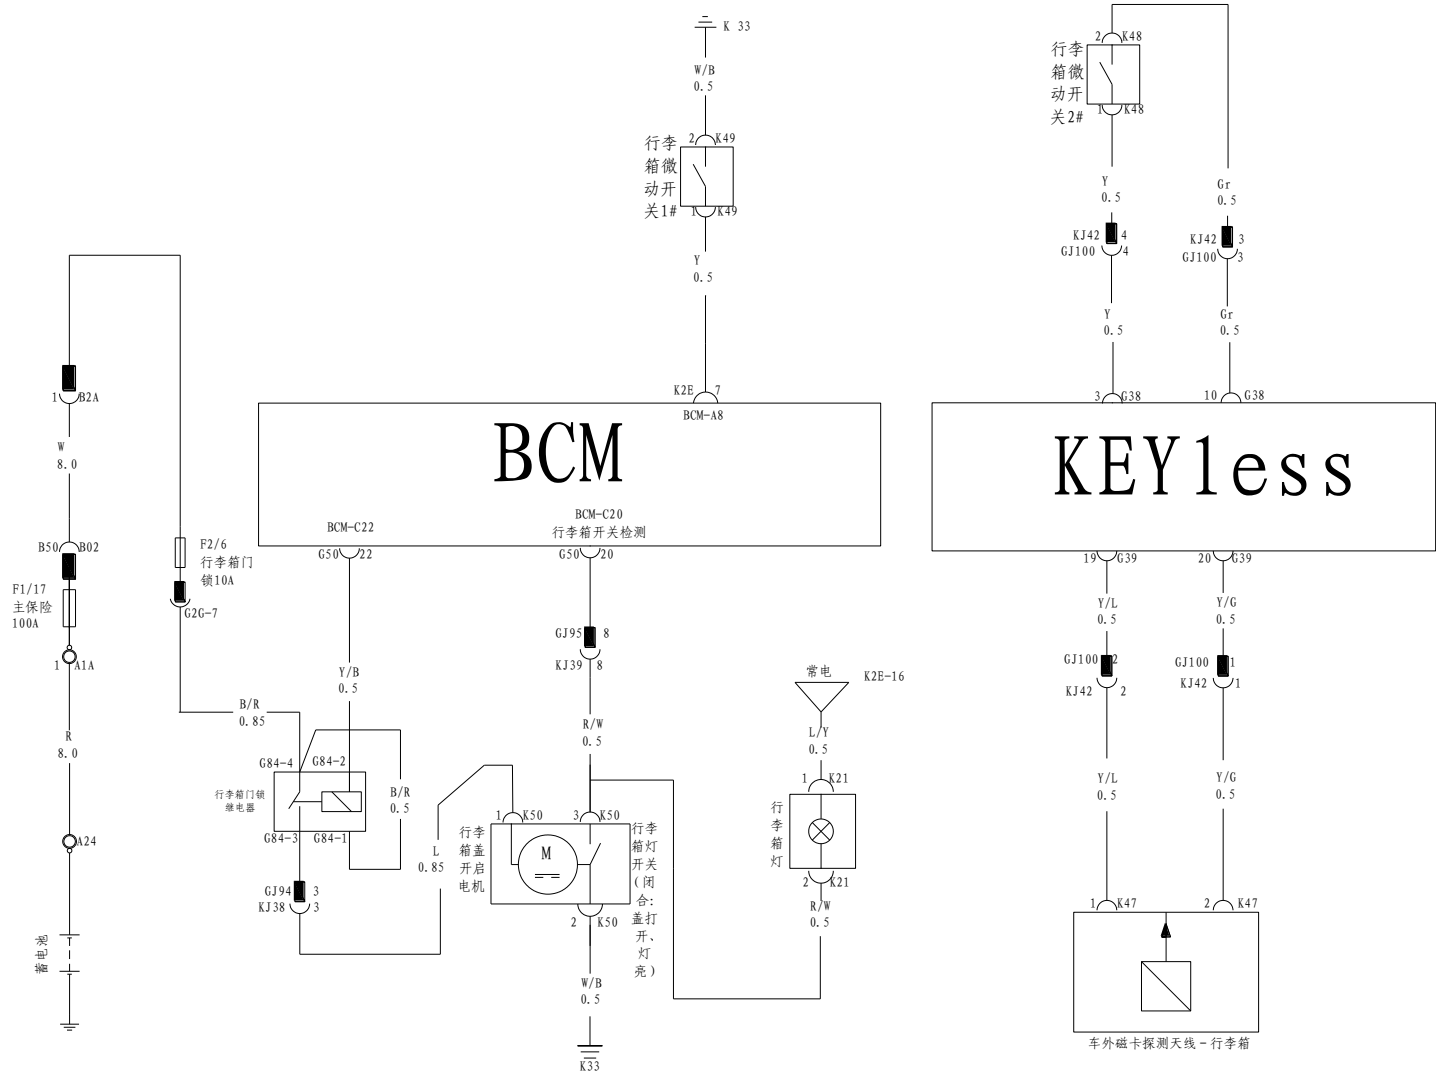 K 33
W/B
0.5
2 K49
行李
箱微
动开
关1#
1 K49
Y
0.5
K2E 7
BCM-A8
BCM
BCM-C22
BCM-C20
行李箱开关检测
G50 22
G50 20
2 K48
行李
箱微
动开
关2#
1 K48
Y
0.5
Gr
0.5
KJ42 4
GJ100 4
KJ42 3
GJ100 3
Y
0.5
Gr
0.5
3 G38
10 G38
KEYless
19 G39
20 G39
Y/L
0.5
Y/G
0.5
GJ100 2
KJ42 2
GJ100 1
KJ42 1
Y/L
0.5
Y/G
0.5
1 K47
2 K47
车外磁卡探测天线-行李箱
1 B2A
W
8.0
B50 B02
F1/17
主保险
100A
1 A1A
R
8.0
A24
蓄电池
F2/6
行李箱门
锁10A
G2G-7
B/R
0.85
Y/B
0.5
G84-4 G84-2
行李箱门锁
继电器
G84-3 G84-1
B/R
0.5
GJ94 3
KJ38 3
L
0.85
GJ95 8
KJ39 8
R/W
0.5
1 K50
3 K50
行李
箱盖
开启
电机
M
行李
箱灯
开关
(闭
合:
盖打
开、
灯
亮)
2 K50
W/B
0.5
K33
常电
K2E-16
L/Y
0.5
1 K21
行
李
箱
灯
2 K21
R/W
0.5